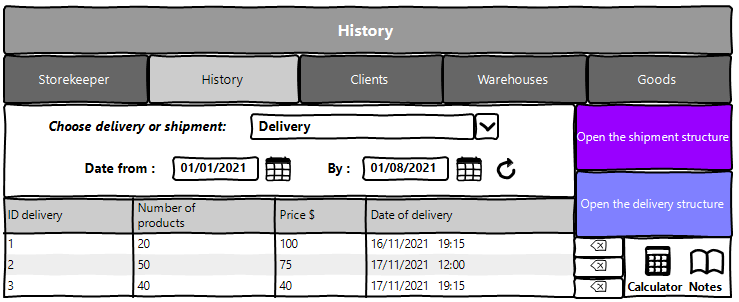 History
Storekeeper History Clients Warehouses Goods
Choose delivery or shipment: Delivery
Open the shipment structure
Date from : 01/01/2021 By : 01/08/2021
Open the delivery structure
ID delivery Number of products Price $ Date of delivery
1 20 100 16/11/2021 19:15
2 50 75 17/11/2021 12:00
3 40 40 17/11/2021 19:15
Calculator Notes